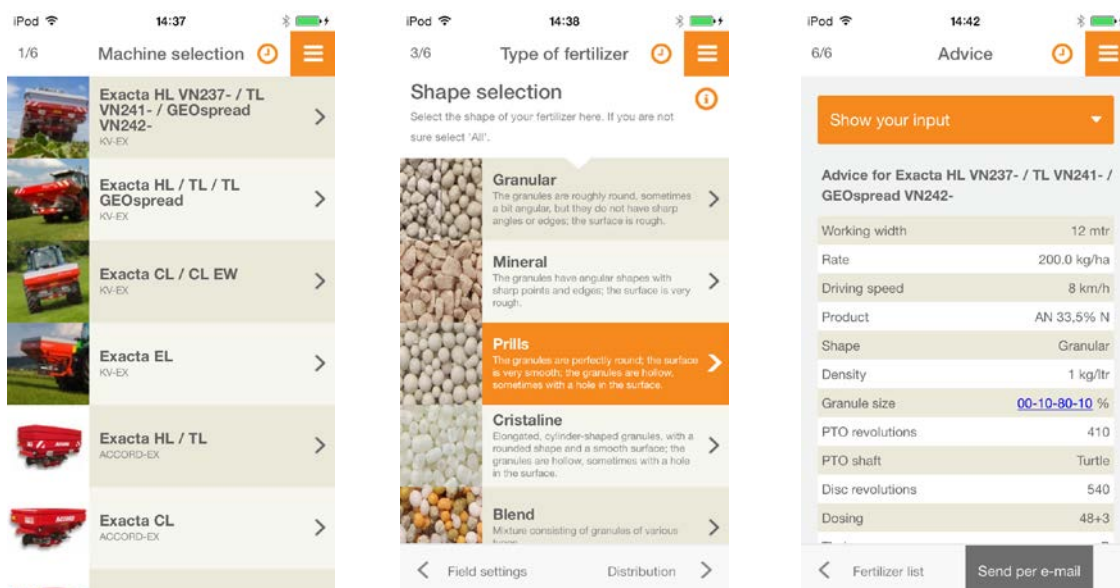 iPod 14:37
1/6 Machine selection
Exacta HL VN237- / TL
VN241- / GEOspread
VN242-
KV-EX
Exacta HL / TL / TL
GEOspread
KV-EX
Exacta CL / CL EW
KV-EX
Exacta EL
KV-EX
Exacta HL / TL
ACCORD-EX
Exacta CL
ACCORD-EX
iPod 14:38
3/6 Type of fertilizer
Shape selection
Select the shape of your fertilizer here. If you are not
sure select 'All'.
Granular
The granules are roughly round, sometimes
a bit angular, but they do not have sharp
angles or edges; the surface is rough.
Mineral
The granules have angular shapes with
sharp points and edges; the surface is very
rough.
Prills
The granules are perfectly round; the surface
is very smooth; the granules are hollow,
sometimes with a hole in the surface.
Cristaline
Elongated, cylinder-shaped granules, with a
rounded shape and a smooth surface; the
granules are hollow, sometimes with a hole
in the surface.
Blend
Mixture consisting of granules of various
Field settings Distribution
iPod 14:42
6/6 Advice
Show your input
Advice for Exacta HL VN237- / TL VN241- /
GEOspread VN242-
Working width 12 mtr
Rate 200.0 kg/ha
Driving speed 8 km/h
Product AN 33,5% N
Shape Granular
Density 1 kg/ltr
Granule size 00-10-80-10 %
PTO revolutions 410
PTO shaft Turtle
Disc revolutions 540
Dosing 48+3
Fertilizer list Send per e-mail